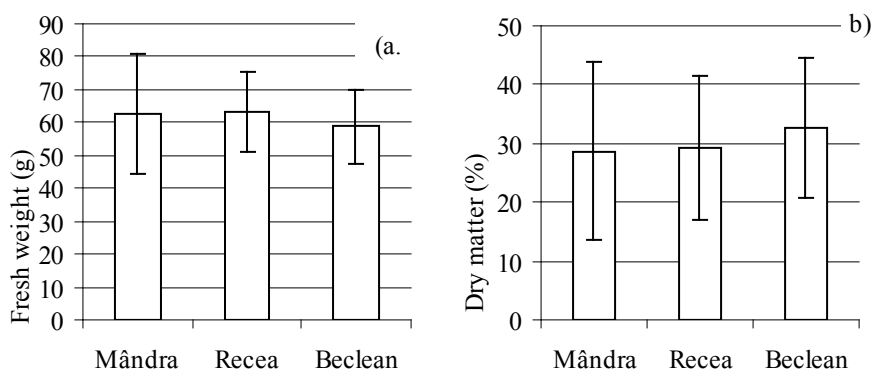 (a.
Fresh weight (g)
90
80
70
60
50
40
30
20
10
0
Mândra Recea Beclean
b)
Dry matter (%)
50
40
30
20
10
0
Mândra Recea Beclean